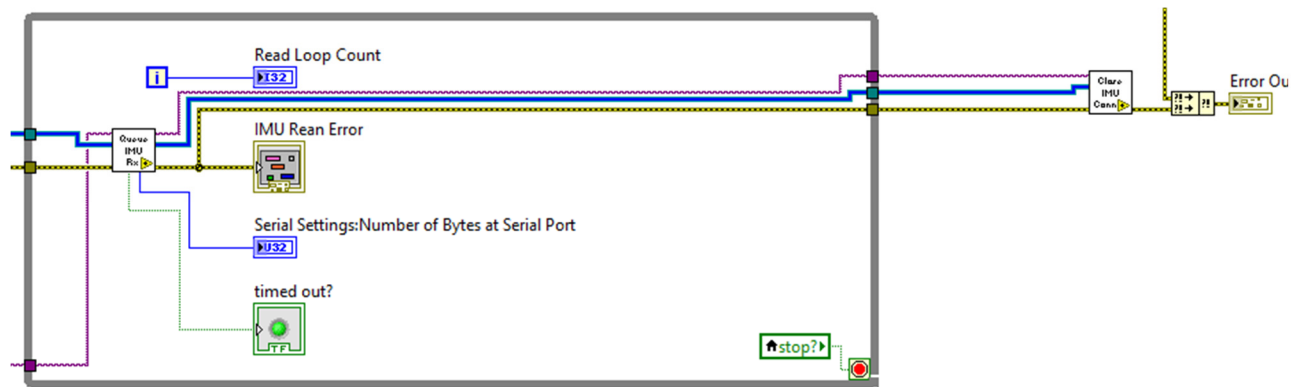 Read Loop Count
i
I32
Queue
IMU
Rx
IMU Rean Error
Serial Settings:Number of Bytes at Serial Port
U32
timed out?
TF
stop?
Close
IMU
Conn
?!
?!
?!
Error Ou